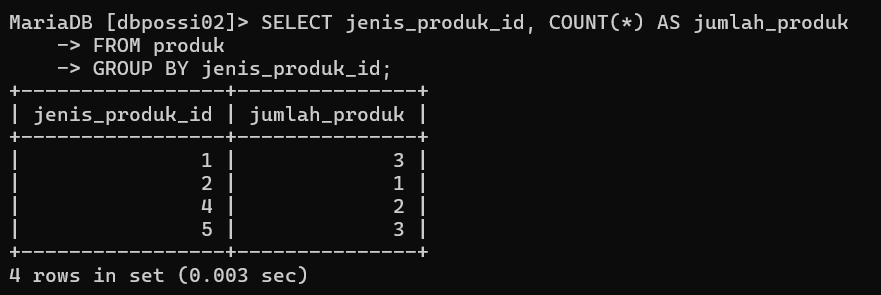 MariaDB [dbpossi02]> SELECT jenis_produk_id, COUNT(*) AS jumlah_produk
    -> FROM produk
    -> GROUP BY jenis_produk_id;
+-----------------+---------------+
| jenis_produk_id | jumlah_produk |
+-----------------+---------------+
|               1 |             3 |
|               2 |             1 |
|               4 |             2 |
|               5 |             3 |
+-----------------+---------------+
4 rows in set (0.003 sec)